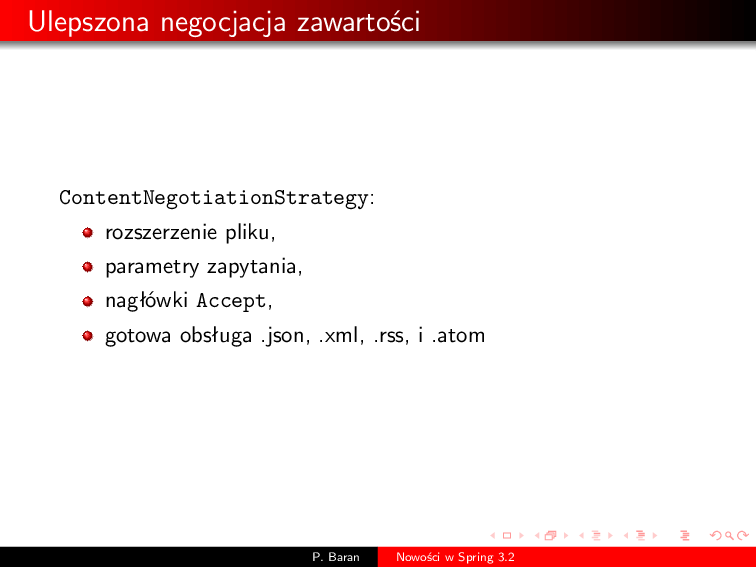 Ulepszona negocjacja zawartości
ContentNegotiationStrategy:
rozszerzenie pliku,
parametry zapytania,
nagłówki Accept,
gotowa obsługa .json, .xml, .rss, i .atom
P. Baran
Nowości w Spring 3.2